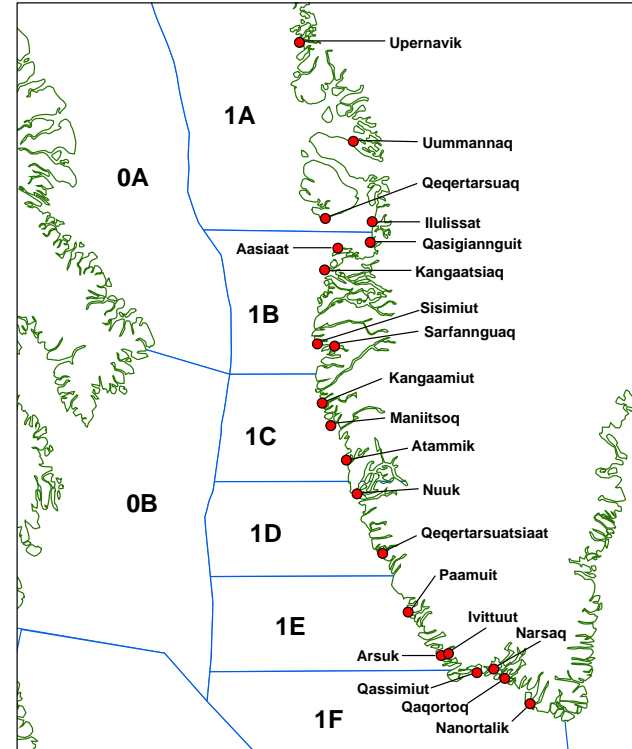 Upernavik
1A
Uummannaq
0A
Qeqertarsuaq
Ilulissat
Qasigiannguit
Aasiaat
Kangaatsiaq
Sisimiut
1B
Sarfannguaq
Kangaamiut
Maniitsoq
1C
Atammik
Nuuk
0B
1D
Qeqertarsuatsiaat
Paamuit
1E
Ivittuut
Narsaq
Arsuk
Qassimiut
Qaqortoq
Nanortalik
1F